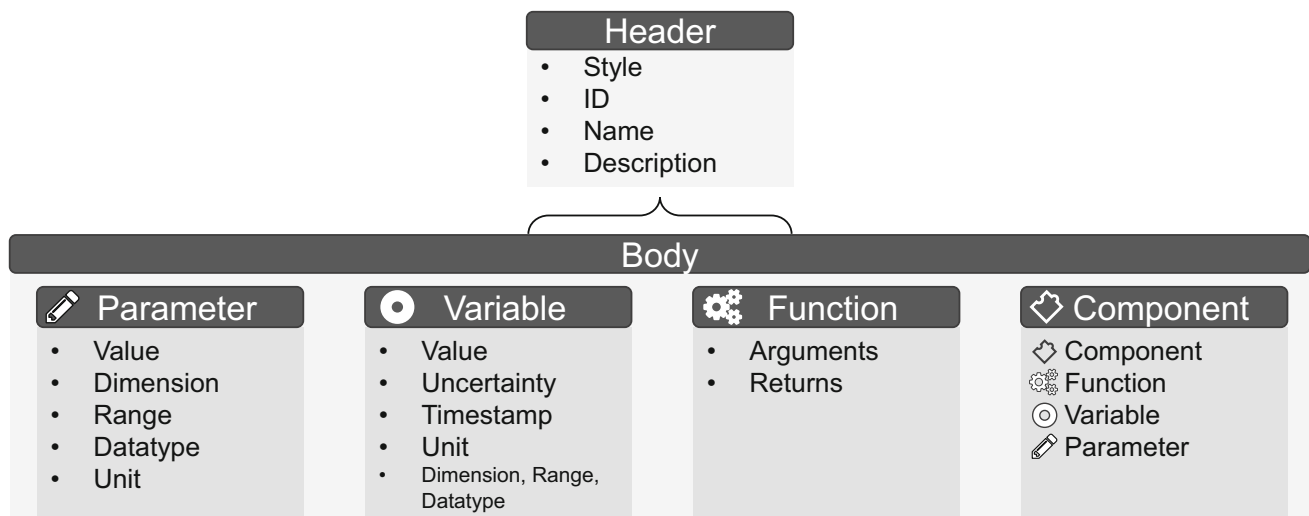 Header
• Style
• ID
• Name
• Description
Body
Parameter
• Value
• Dimension
• Range
• Datatype
• Unit
Variable
• Value
• Uncertainty
• Timestamp
• Unit
• Dimension, Range,
Datatype
Function
• Arguments
• Returns
Component
Component
Function
Variable
Parameter